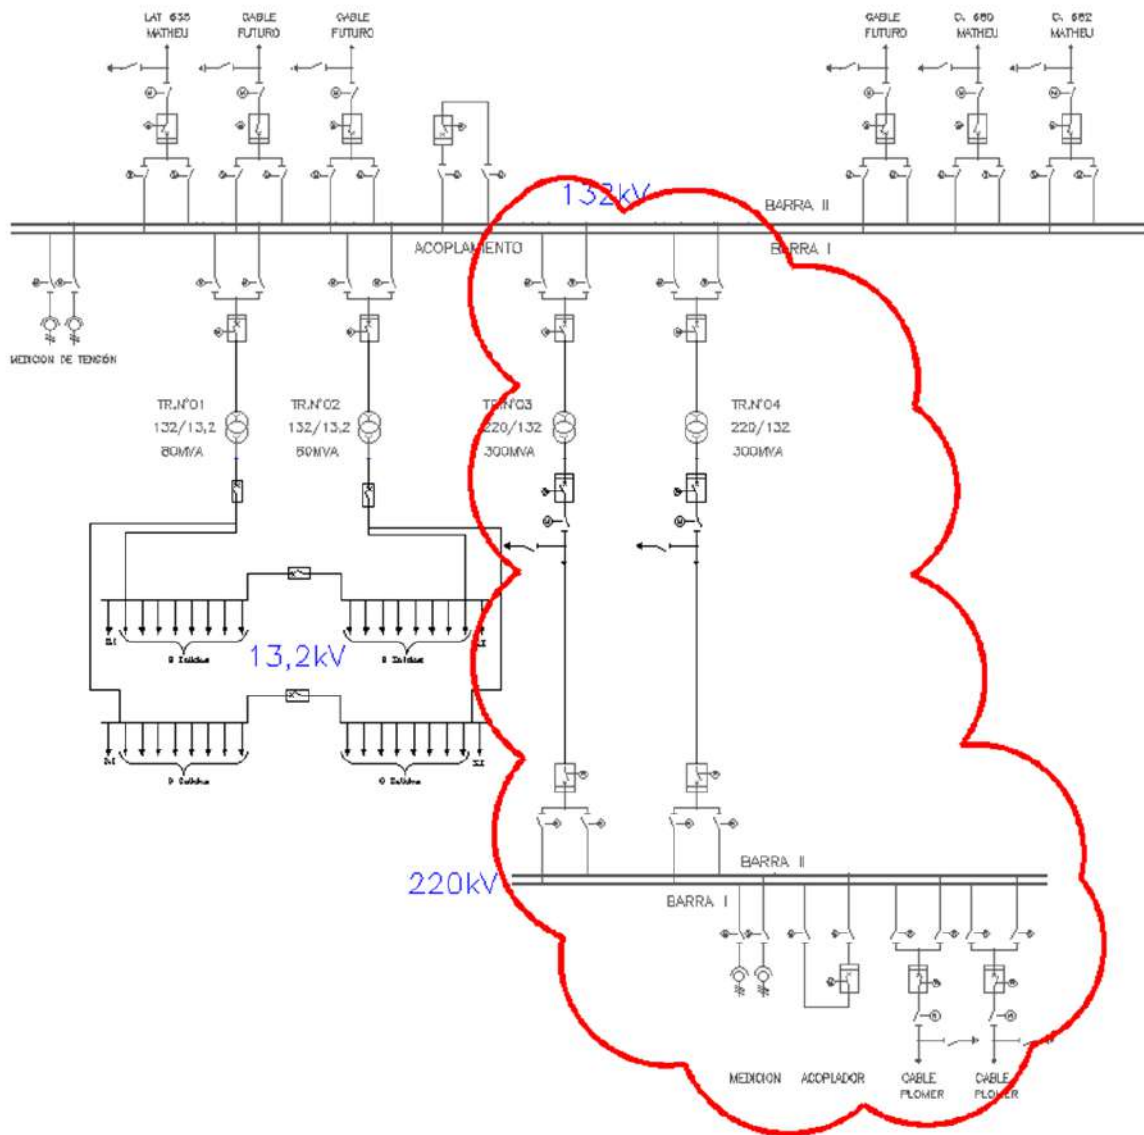 LAT 635
MATHEU
CABLE
FUTURO
CABLE
FUTURO
CABLE
FUTURO
C. 680
MATHEU
C. 682
MATHEU
132kV
BARRA II
ACOPLAMIENTO
BARRA I
MEDICION DE TENSIÓN
TR.N°01
132/13,2
80MVA
TR.N°02
132/13,2
TR.N°03
220/132
300MVA
TR.N°04
220/132
300MVA
13,2kV
220kV
BARRA II
BARRA I
MEDICION
ACOPLADOR
CABLE
PLOMER
CABLE
PLOMER